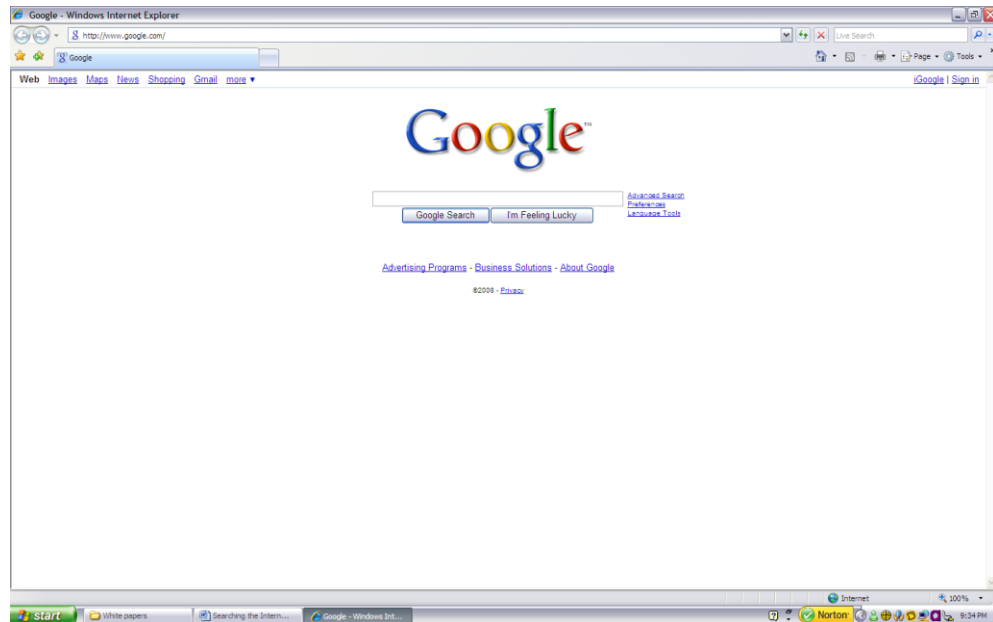 Google - Windows Internet Explorer
http://www.google.com/
Live Search
Google
Page
Tools
Web Images Maps News Shopping Gmail more ▼
iGoogle | Sign in
Google™
Advanced Search
Preferences
Language Tools
Google Search
I'm Feeling Lucky
Advertising Programs - Business Solutions - About Google
©2008 - Privacy
Internet
100%
start
White papers
Searching the Intern...
Google - Windows Int...
Norton
9:34 PM